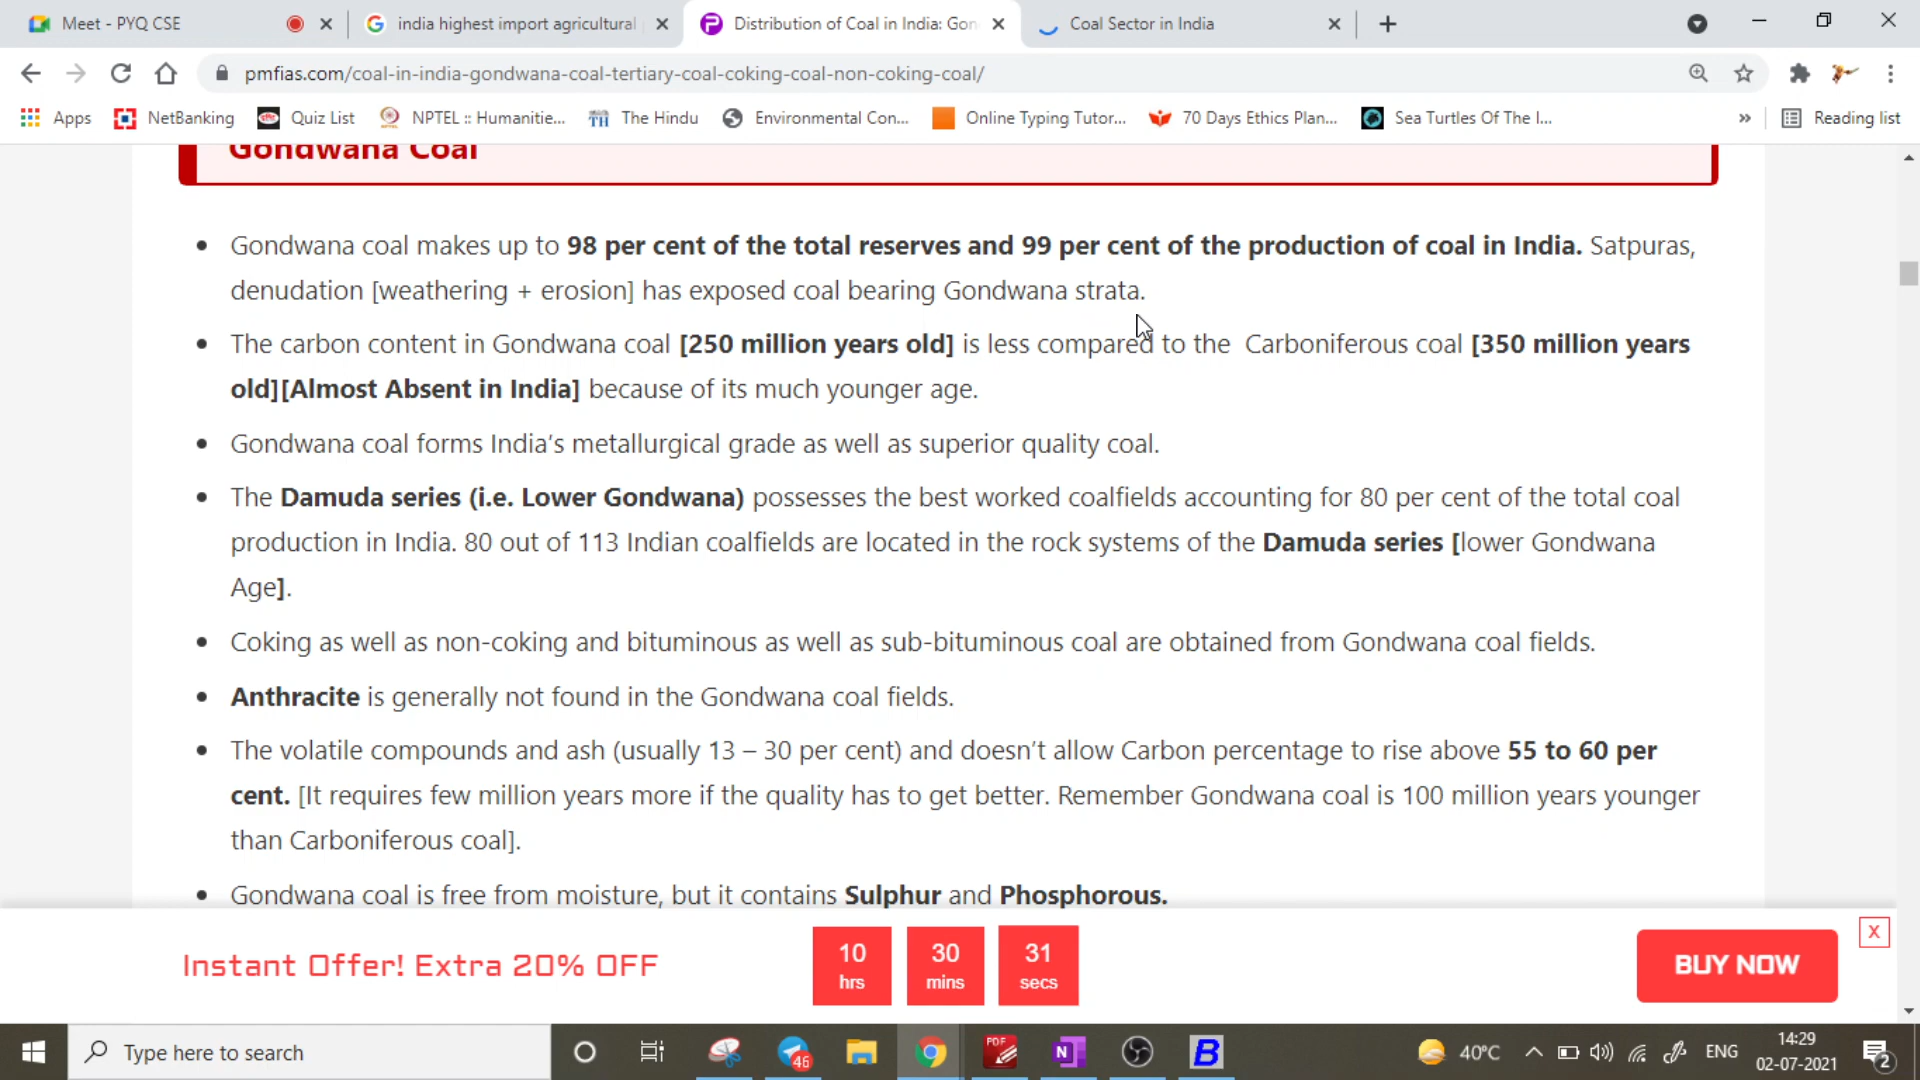 Meet - PYQ CSE
india highest import agricultural
Distribution of Coal in India: Gon
Coal Sector in India
pmfias.com/coal-in-india-gondwana-coal-tertiary-coal-coking-coal-non-coking-coal/
Apps NetBanking Quiz List NPTEL :: Humanitie... The Hindu Environmental Con... Online Typing Tutor... 70 Days Ethics Plan... Sea Turtles Of The I... » Reading list
Gondwana Coal
Gondwana coal makes up to 98 per cent of the total reserves and 99 per cent of the production of coal in India. Satpuras,
denudation [weathering + erosion] has exposed coal bearing Gondwana strata.
The carbon content in Gondwana coal [250 million years old] is less compared to the Carboniferous coal [350 million years
old][Almost Absent in India] because of its much younger age.
Gondwana coal forms India’s metallurgical grade as well as superior quality coal.
The Damuda series (i.e. Lower Gondwana) possesses the best worked coalfields accounting for 80 per cent of the total coal
production in India. 80 out of 113 Indian coalfields are located in the rock systems of the Damuda series [lower Gondwana
Age].
Coking as well as non-coking and bituminous as well as sub-bituminous coal are obtained from Gondwana coal fields.
Anthracite is generally not found in the Gondwana coal fields.
The volatile compounds and ash (usually 13 – 30 per cent) and doesn’t allow Carbon percentage to rise above 55 to 60 per
cent. [It requires few million years more if the quality has to get better. Remember Gondwana coal is 100 million years younger
than Carboniferous coal].
Gondwana coal is free from moisture, but it contains Sulphur and Phosphorous.
Instant Offer! Extra 20% OFF
10 30 31
hrs mins secs
BUY NOW
X
Type here to search
46
PDF
N
B
40°C
ENG
14:29
02-07-2021
2